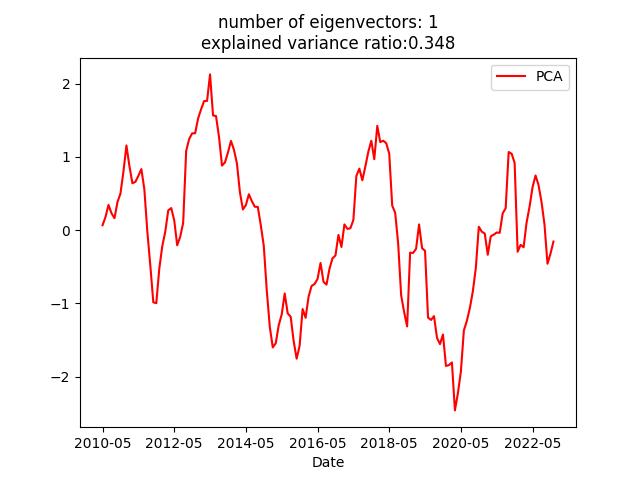 number of eigenvectors: 1
explained variance ratio:0.348
PCA
2
1
0
−1
−2
2010-05 2012-05 2014-05 2016-05 2018-05 2020-05 2022-05
Date